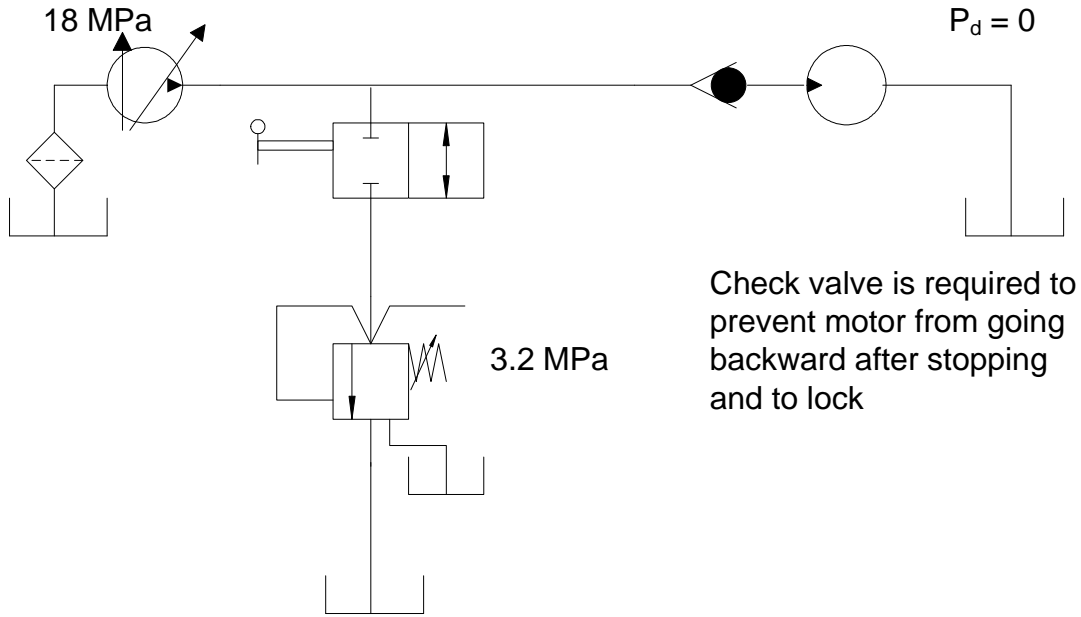 18 MPa
P_d = 0
Check valve is required to
prevent motor from going
3.2 MPa
backward after stopping
and to lock